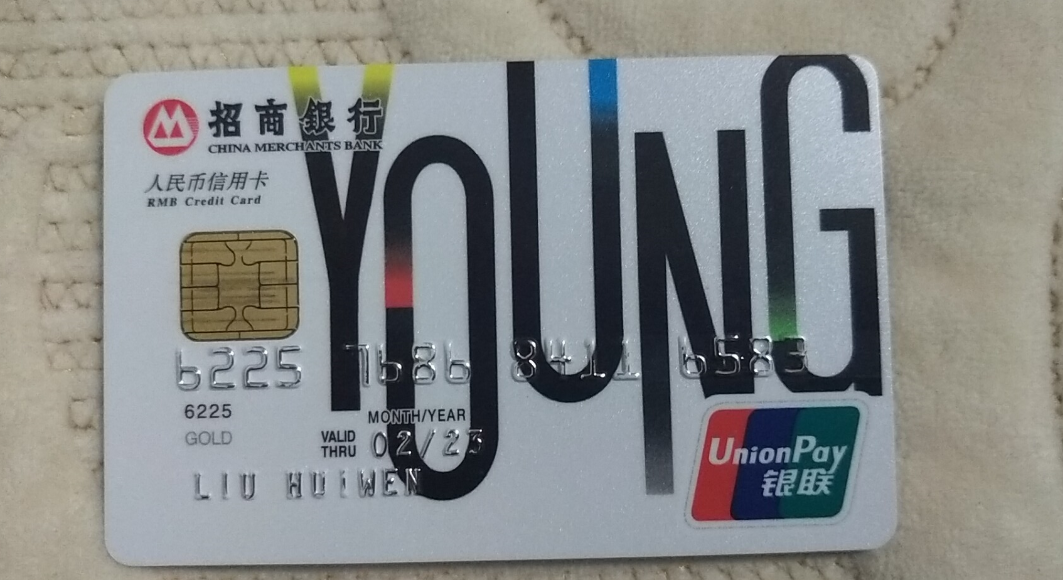 招商銀行
CHINA MERCHANTS BANK
人民币信用卡
RMB Credit Card
YOUNG
6225 7686 8411 6583
6225
MONTH/YEAR
GOLD
VALID THRU 02/23
LIU HUIWEN
UnionPay
银联